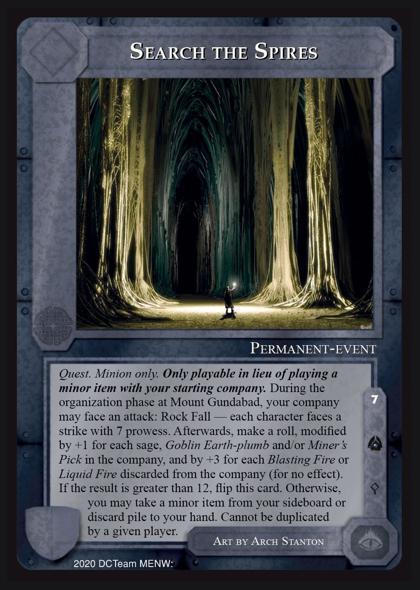 Search the Spires
Permanent-event
Quest. Minion only. Only playable in lieu of playing a
minor item with your starting company. During the
organization phase at Mount Gundabad, your company
may face an attack: Rock Fall — each character faces a
strike with 7 prowess. Afterwards, make a roll, modified
by +1 for each sage, Goblin Earth-plumb and/or Miner's
Pick in the company, and by +3 for each Blasting Fire or
Liquid Fire discarded from the company (for no effect).
If the result is greater than 12, flip this card. Otherwise,
you may take a minor item from your sideboard or
discard pile to your hand. Cannot be duplicated
by a given player.
7
Art by Arch Stanton
2020 DCTeam MENW: